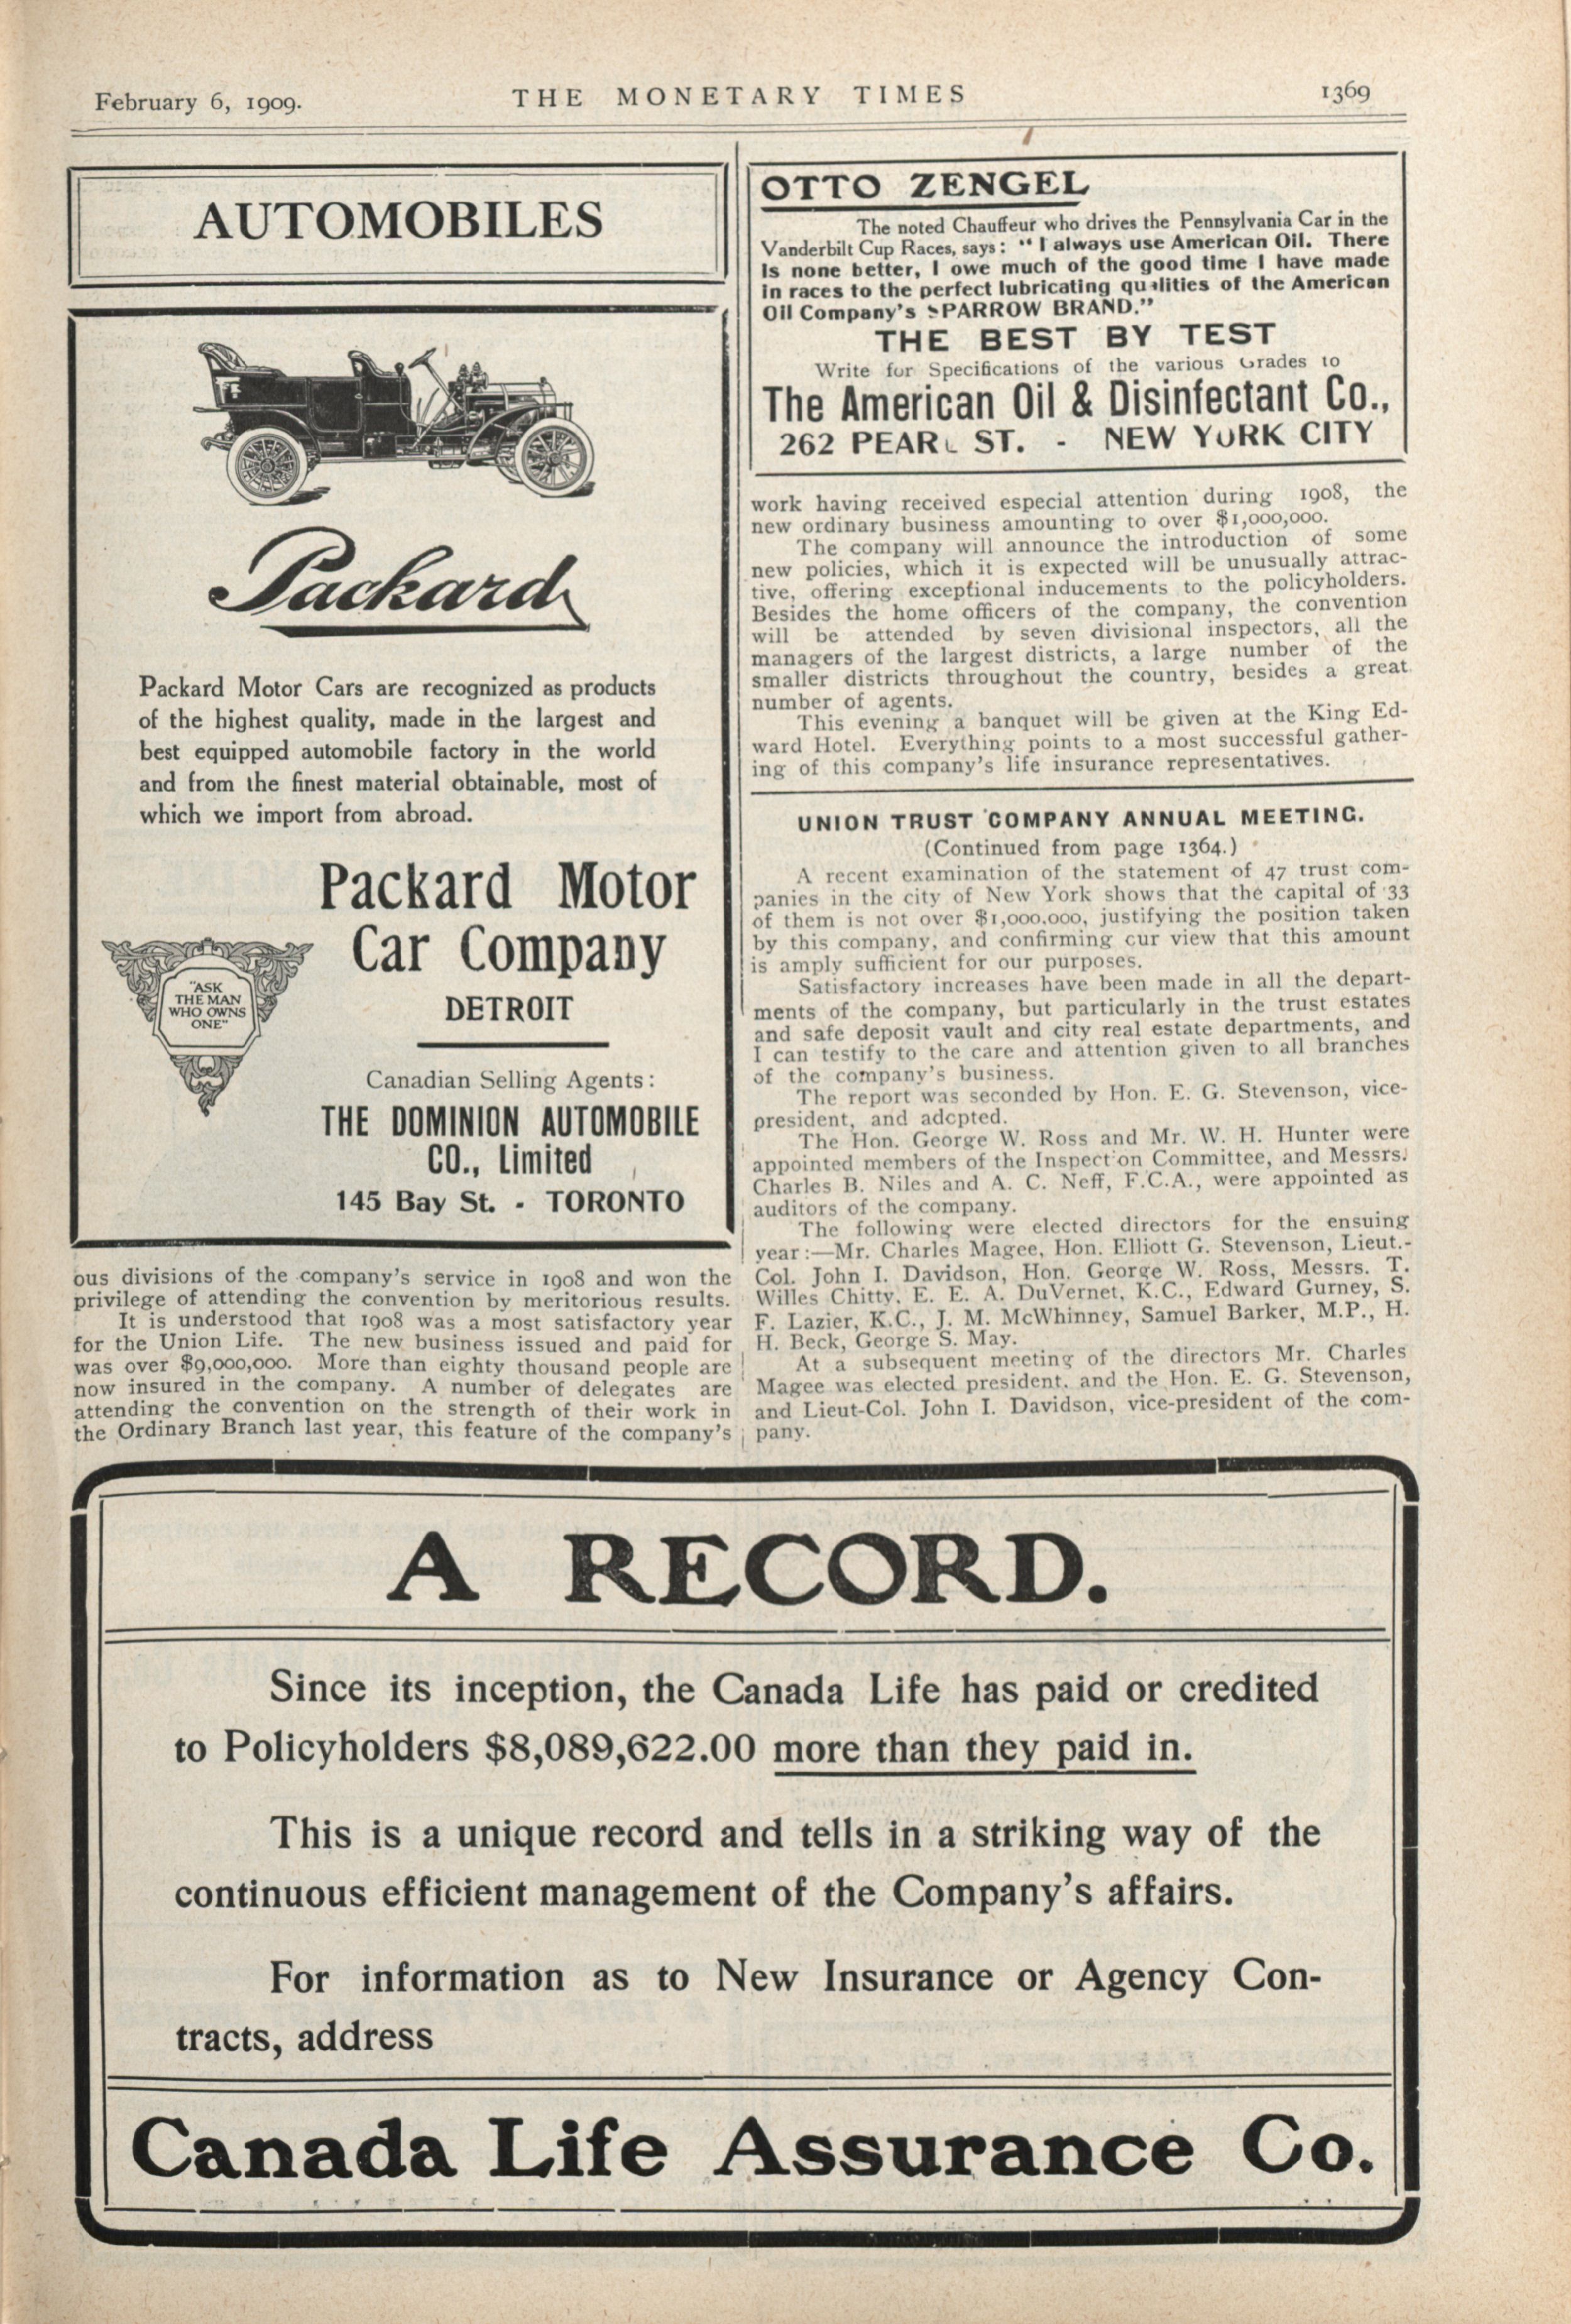 February 6, 1909.
THE MONETARY TIMES
1369
AUTOMOBILES
Packard
Packard Motor Cars are recognized as products
of the highest quality, made in the largest and
best equipped automobile factory in the world
and from the finest material obtainable, most of
which we import from abroad.
Packard Motor
Car Company
DETROIT
"ASK
THE MAN
WHO OWNS
ONE"
Canadian Selling Agents:
THE DOMINION AUTOMOBILE
CO., Limited
145 Bay St. - TORONTO
ous divisions of the company's service in 1908 and won the
privilege of attending the convention by meritorious results.
It is understood that 1908 was a most satisfactory year
for the Union Life. The new business issued and paid for
was over $9,000,000. More than eighty thousand people are
now insured in the company. A number of delegates are
attending the convention on the strength of their work in
the Ordinary Branch last year, this feature of the company's
OTTO ZENGEL
The noted Chauffeur who drives the Pennsylvania Car in the
Vanderbilt Cup Races, says: "I always use American Oil. There
is none better, I owe much of the good time I have made
in races to the perfect lubricating qualities of the American
Oil Company's SPARROW BRAND."
THE BEST BY TEST
Write for Specifications of the various Grades to
The American Oil & Disinfectant Co.,
262 PEARL ST. - NEW YORK CITY
work having received especial attention during 1908, the
new ordinary business amounting to over $1,000,000.
The company will announce the introduction of some
new policies, which it is expected will be unusually attrac-
tive, offering exceptional inducements to the policyholders.
Besides the home officers of the company, the convention
will be attended by seven divisional inspectors, all the
managers of the largest districts, a large number of the
smaller districts throughout the country, besides a great
number of agents.
This evening a banquet will be given at the King Ed-
ward Hotel. Everything points to a most successful gather-
ing of this company's life insurance representatives.
UNION TRUST COMPANY ANNUAL MEETING.
(Continued from page 1364.)
A recent examination of the statement of 47 trust com-
panies in the city of New York shows that the capital of 33
of them is not over $1,000,000, justifying the position taken
by this company, and confirming cur view that this amount
is amply sufficient for our purposes.
Satisfactory increases have been made in all the depart-
ments of the company, but particularly in the trust estates
and safe deposit vault and city real estate departments, and
I can testify to the care and attention given to all branches
of the company's business.
The report was seconded by Hon. E. G. Stevenson, vice-
president, and adcpted.
The Hon. George W. Ross and Mr. W. H. Hunter were
appointed members of the Inspection Committee, and Messrs.
Charles B. Niles and A. C. Neff, F.C.A., were appointed as
auditors of the company.
The following were elected directors for the ensuing
year:—Mr. Charles Magee, Hon. Elliott G. Stevenson, Lieut.-
Col. John I. Davidson, Hon. George W. Ross, Messrs. T.
Willes Chitty, E. E. A. DuVernet, K.C., Edward Gurney, S.
F. Lazier, K.C., J. M. McWhinney, Samuel Barker, M.P., H.
H. Beck, George S. May.
At a subsequent meeting of the directors Mr. Charles
Magee was elected president, and the Hon. E. G. Stevenson,
and Lieut-Col. John I. Davidson, vice-president of the com-
pany.
A RECORD.
Since its inception, the Canada Life has paid or credited
to Policyholders $8,089,622.00 more than they paid in.
This is a unique record and tells in a striking way of the
continuous efficient management of the Company's affairs.
For information as to New Insurance or Agency Con-
tracts, address
Canada Life Assurance Co.